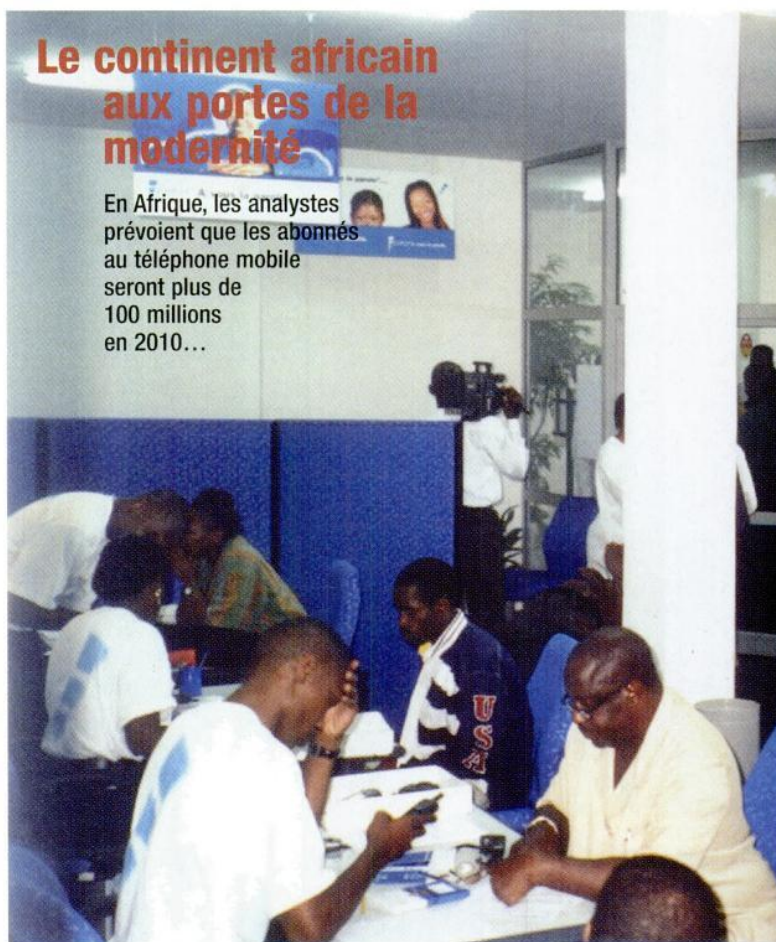 Le continent africain
aux portes de la
modernité
En Afrique, les analystes
prévoient que les abonnés
au téléphone mobile
seront plus de
100 millions
en 2010…
USA